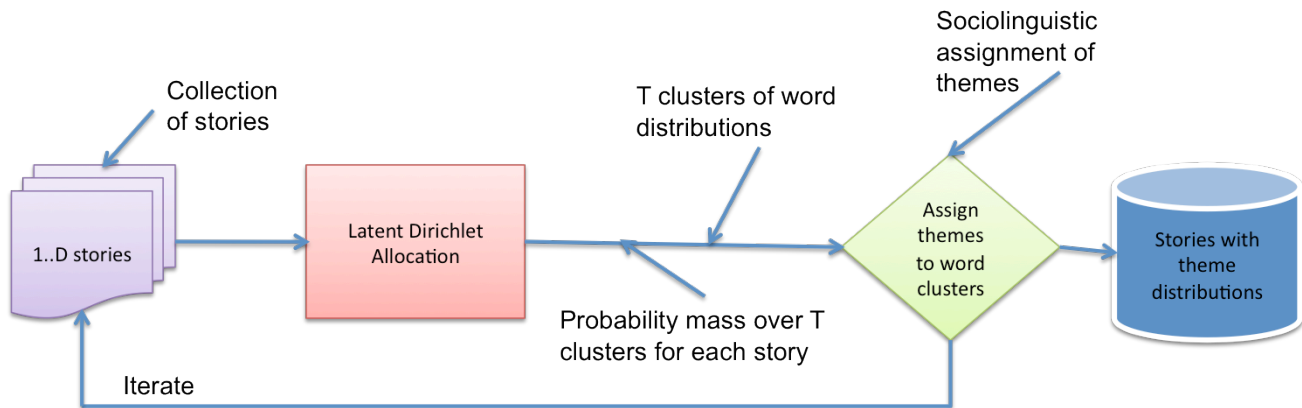 Collection
of stories
1..D stories
Latent Dirichlet
Allocation
T clusters of word
distributions
Probability mass over T
clusters for each story
Sociolinguistic
assignment of
themes
Assign
themes
to word
clusters
Stories with
theme
distributions
Iterate